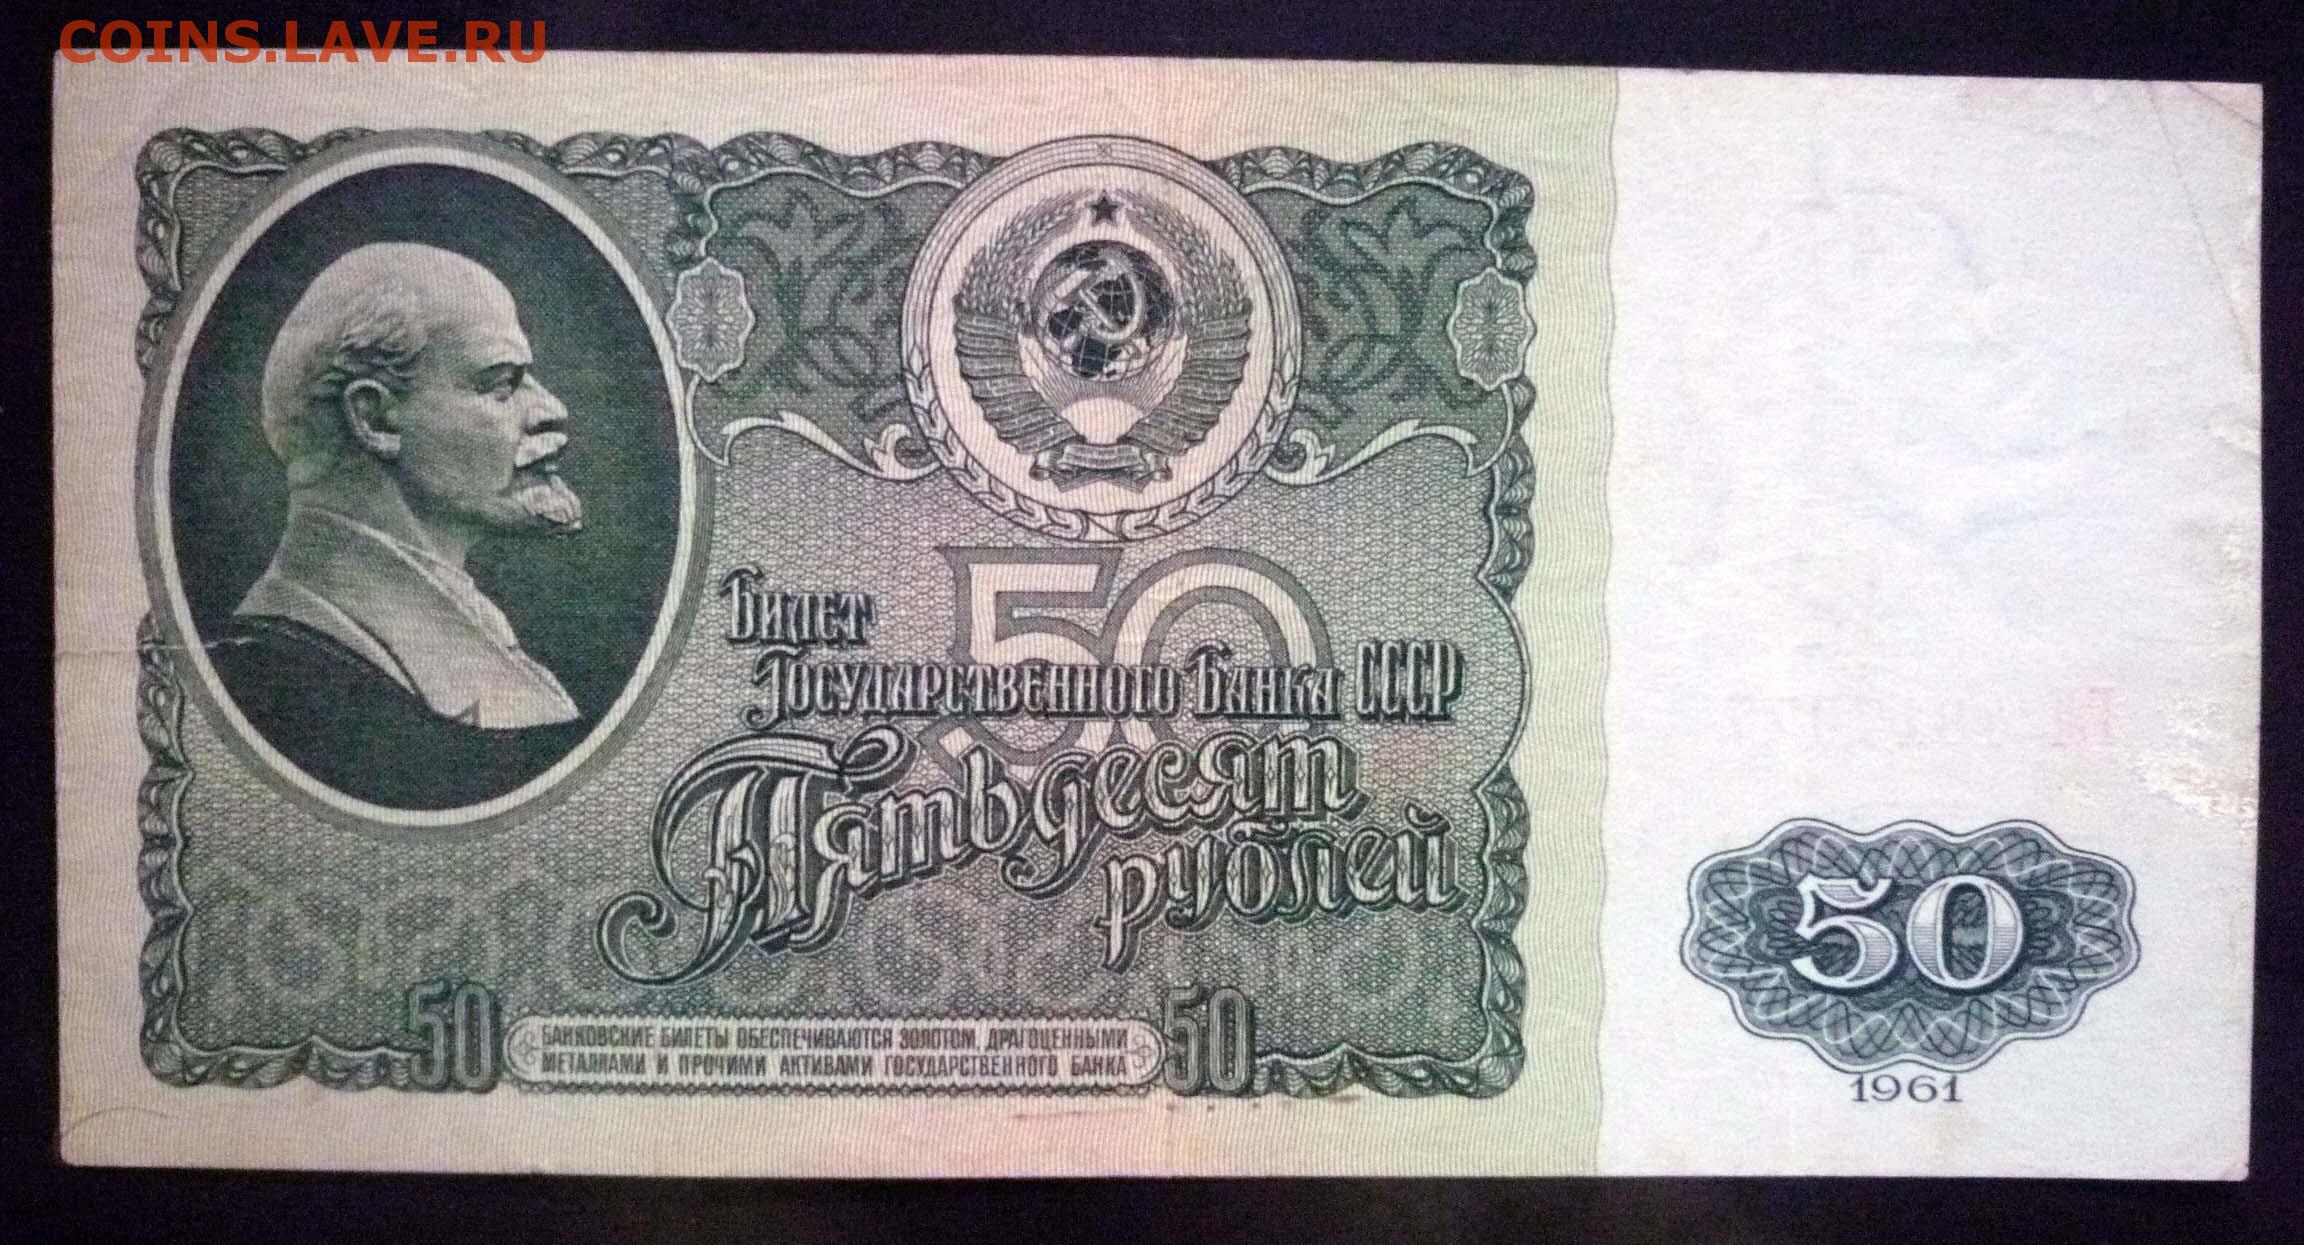 COINS.LAVE.RU
Билет
Государственного Банка СССР
50
Пятьдесят
рублей
50
1961
50
БАНКОВСКИЕ БИЛЕТЫ ОБЕСПЕЧИВАЮТСЯ ЗОЛОТОМ, ДРАГОЦЕННЫМИ
МЕТАЛЛАМИ И ПРОЧИМИ АКТИВАМИ ГОСУДАРСТВЕННОГО БАНКА
50